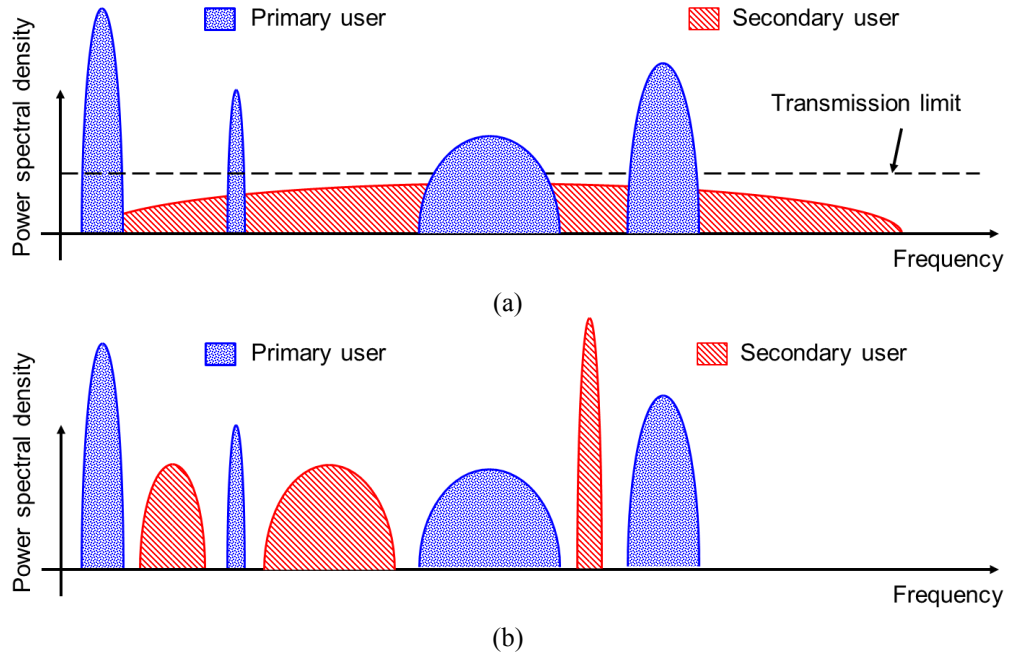 Primary user
Secondary user
Power spectral density
Transmission limit
Frequency
(a)
Primary user
Secondary user
Power spectral density
Frequency
(b)